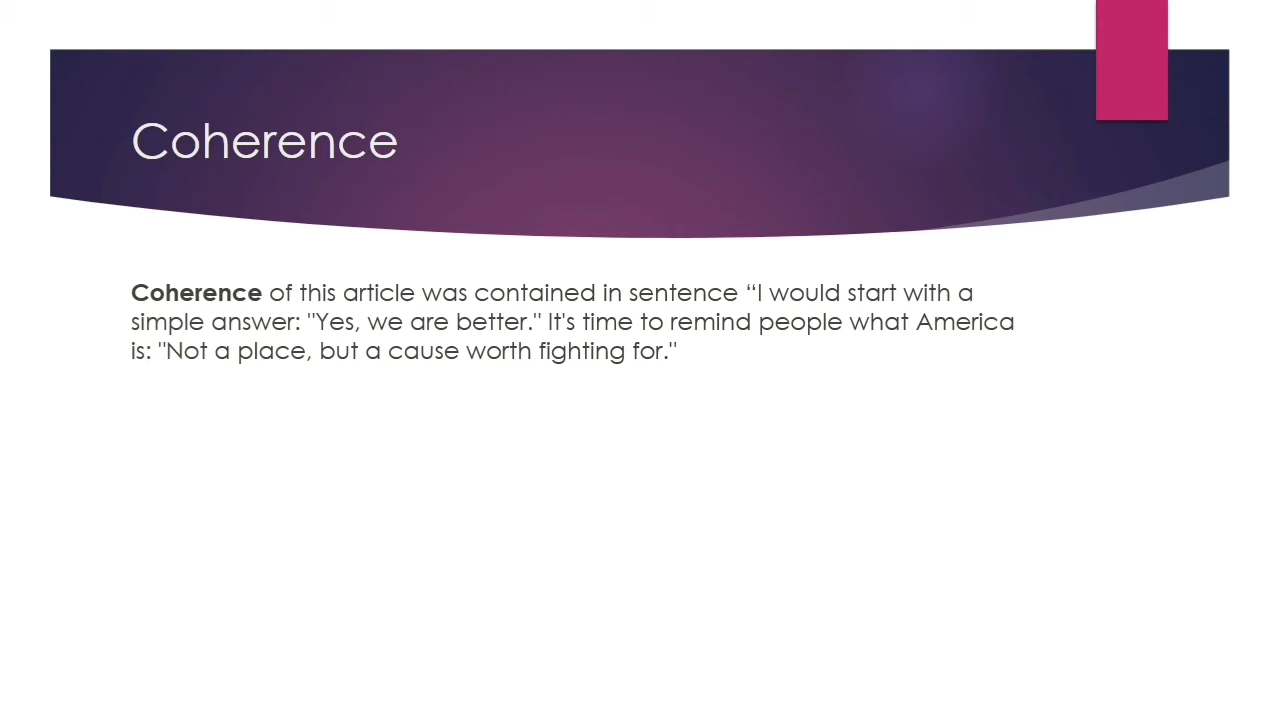 Coherence
Coherence of this article was contained in sentence “I would start with a
simple answer: "Yes, we are better." It's time to remind people what America
is: "Not a place, but a cause worth fighting for."